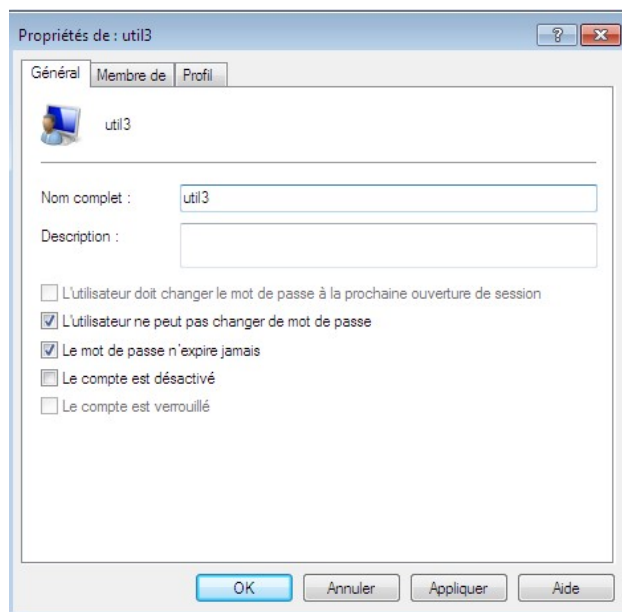 Propriétés de : util3
Général Membre de Profil
util3
Nom complet : util3
Description :
L'utilisateur doit changer le mot de passe à la prochaine ouverture de session
L'utilisateur ne peut pas changer de mot de passe
Le mot de passe n'expire jamais
Le compte est désactivé
Le compte est verrouillé
OK Annuler Appliquer Aide